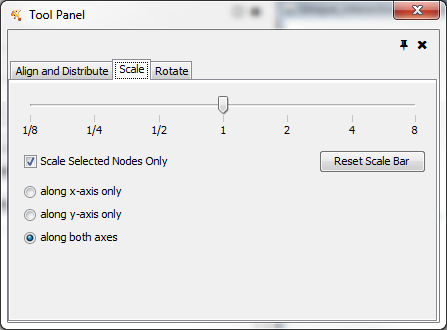 Tool Panel
Align and Distribute Scale Rotate
1/8 1/4 1/2 1 2 4 8
Scale Selected Nodes Only Reset Scale Bar
along x-axis only
along y-axis only
along both axes